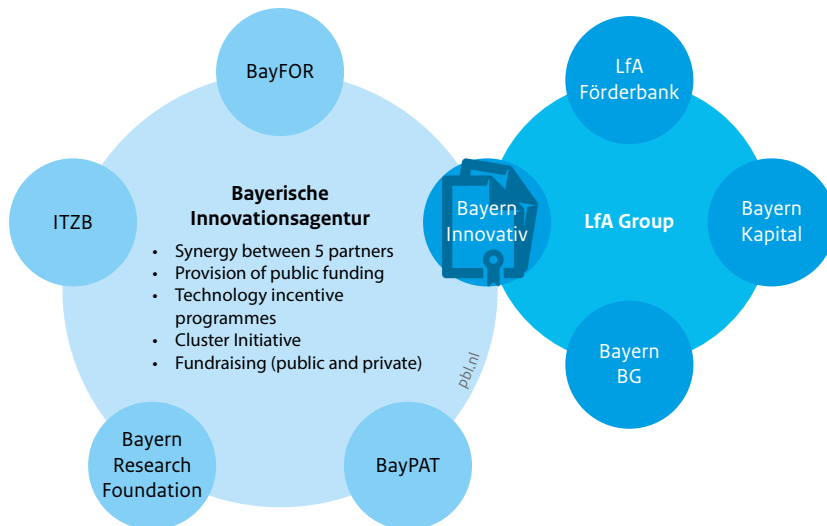 BayFOR
LfA
Förderbank
ITZB
Bayerische
Innovationsagentur
• Synergy between 5 partners
• Provision of public funding
• Technology incentive
programmes
• Cluster Initiative
• Fundraising (public and private)
Bayern
Innovativ
LfA Group
Bayern
Kapital
Bayern
BG
pbl.nl
Bayern
Research
Foundation
BayPAT